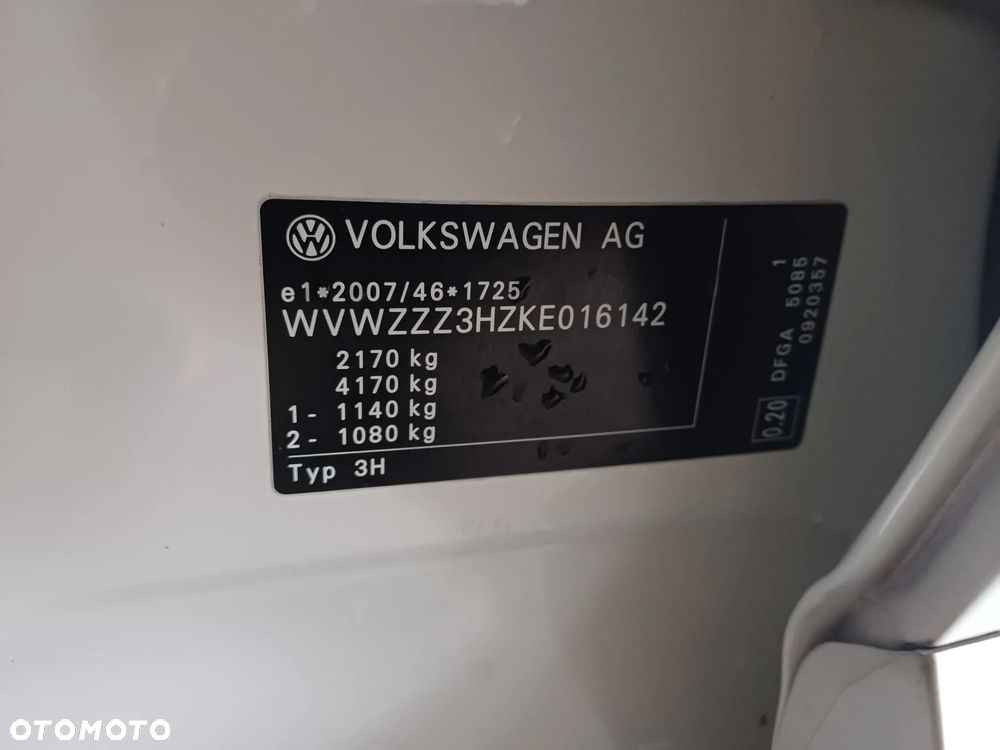 VOLKSWAGEN AG
e1*2007/46*1725
WVWZZZ3HZKE016142
2170 kg
4170 kg
1 - 1140 kg
2 - 1080 kg
Typ 3H
0.20 DFGA 5085 1
0920357
OTOMOTO